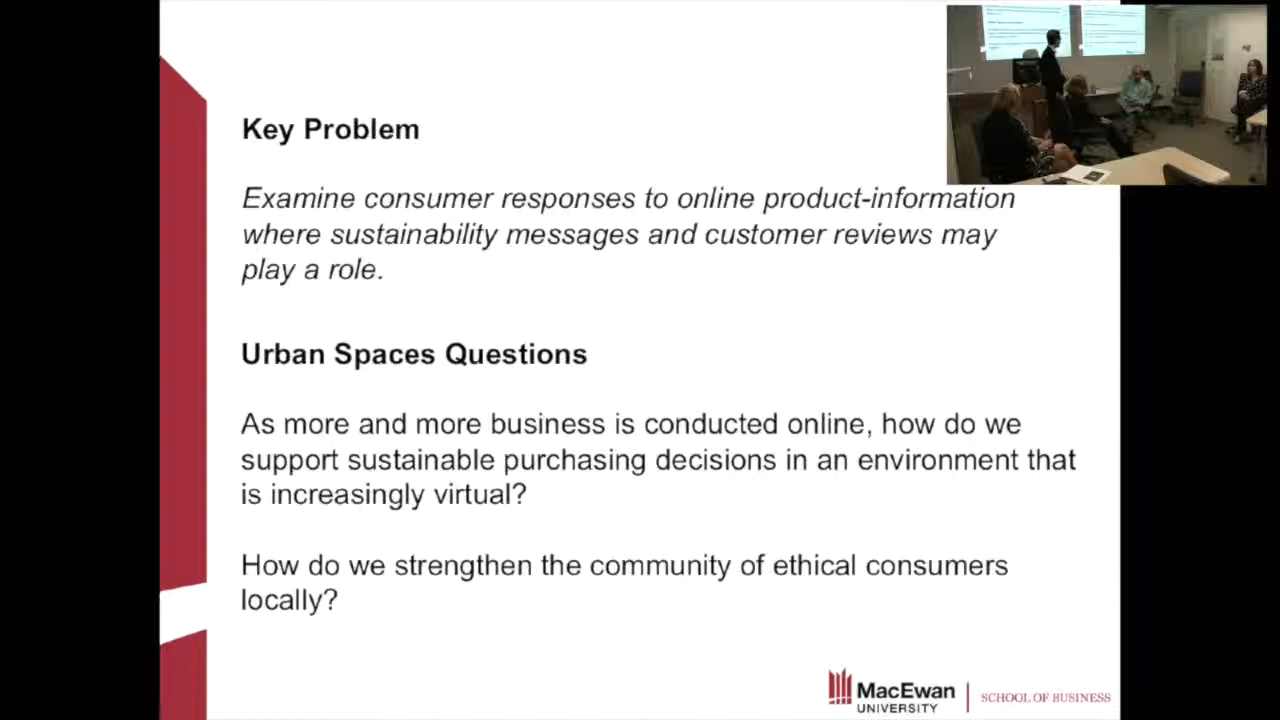 Key Problem
Examine consumer responses to online product-information
where sustainability messages and customer reviews may
play a role.
Urban Spaces Questions
As more and more business is conducted online, how do we
support sustainable purchasing decisions in an environment that
is increasingly virtual?
How do we strengthen the community of ethical consumers
locally?
MacEwan
UNIVERSITY
SCHOOL OF BUSINESS